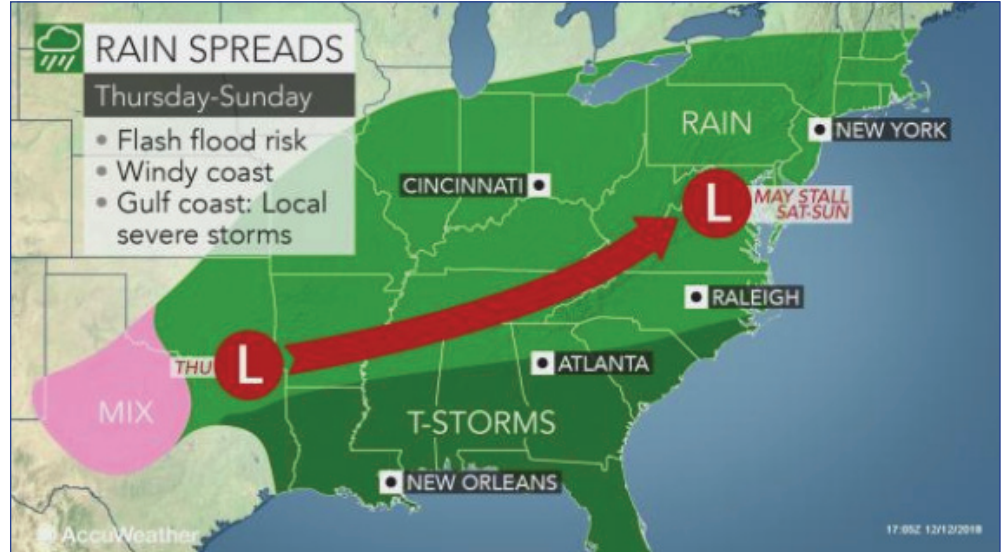 RAIN SPREADS
Thursday-Sunday
• Flash flood risk
• Windy coast
• Gulf coast: Local
severe storms
RAIN
NEW YORK
CINCINNATI
L
MAY STALL
SAT-SUN
RALEIGH
THU
L
ATLANTA
MIX
T-STORMS
NEW ORLEANS
AccuWeather
17:05Z 12/12/2018